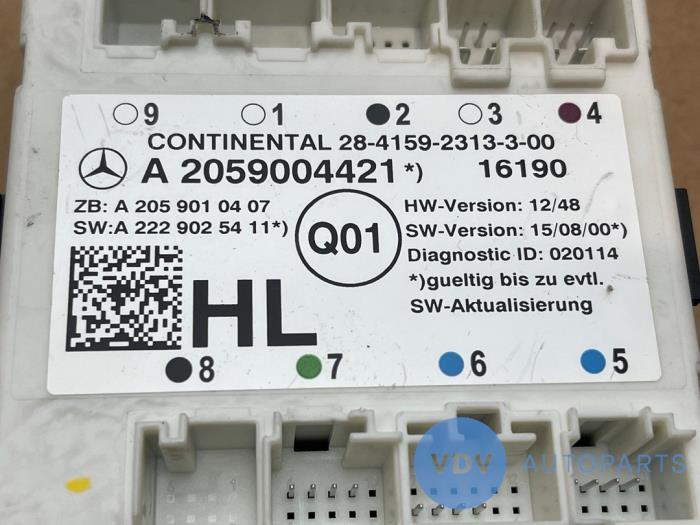 9 1 2 3 4
CONTINENTAL 28-4159-2313-3-00
A 2059004421*) 16190
ZB: A 205 901 04 07
SW:A 222 902 54 11*)
Q01
HW-Version: 12/48
SW-Version: 15/08/00*)
Diagnostic ID: 020114
*)gueltig bis zu evtl.
SW-Aktualisierung
HL
8 7 6 5
VDV AUTOPARTS